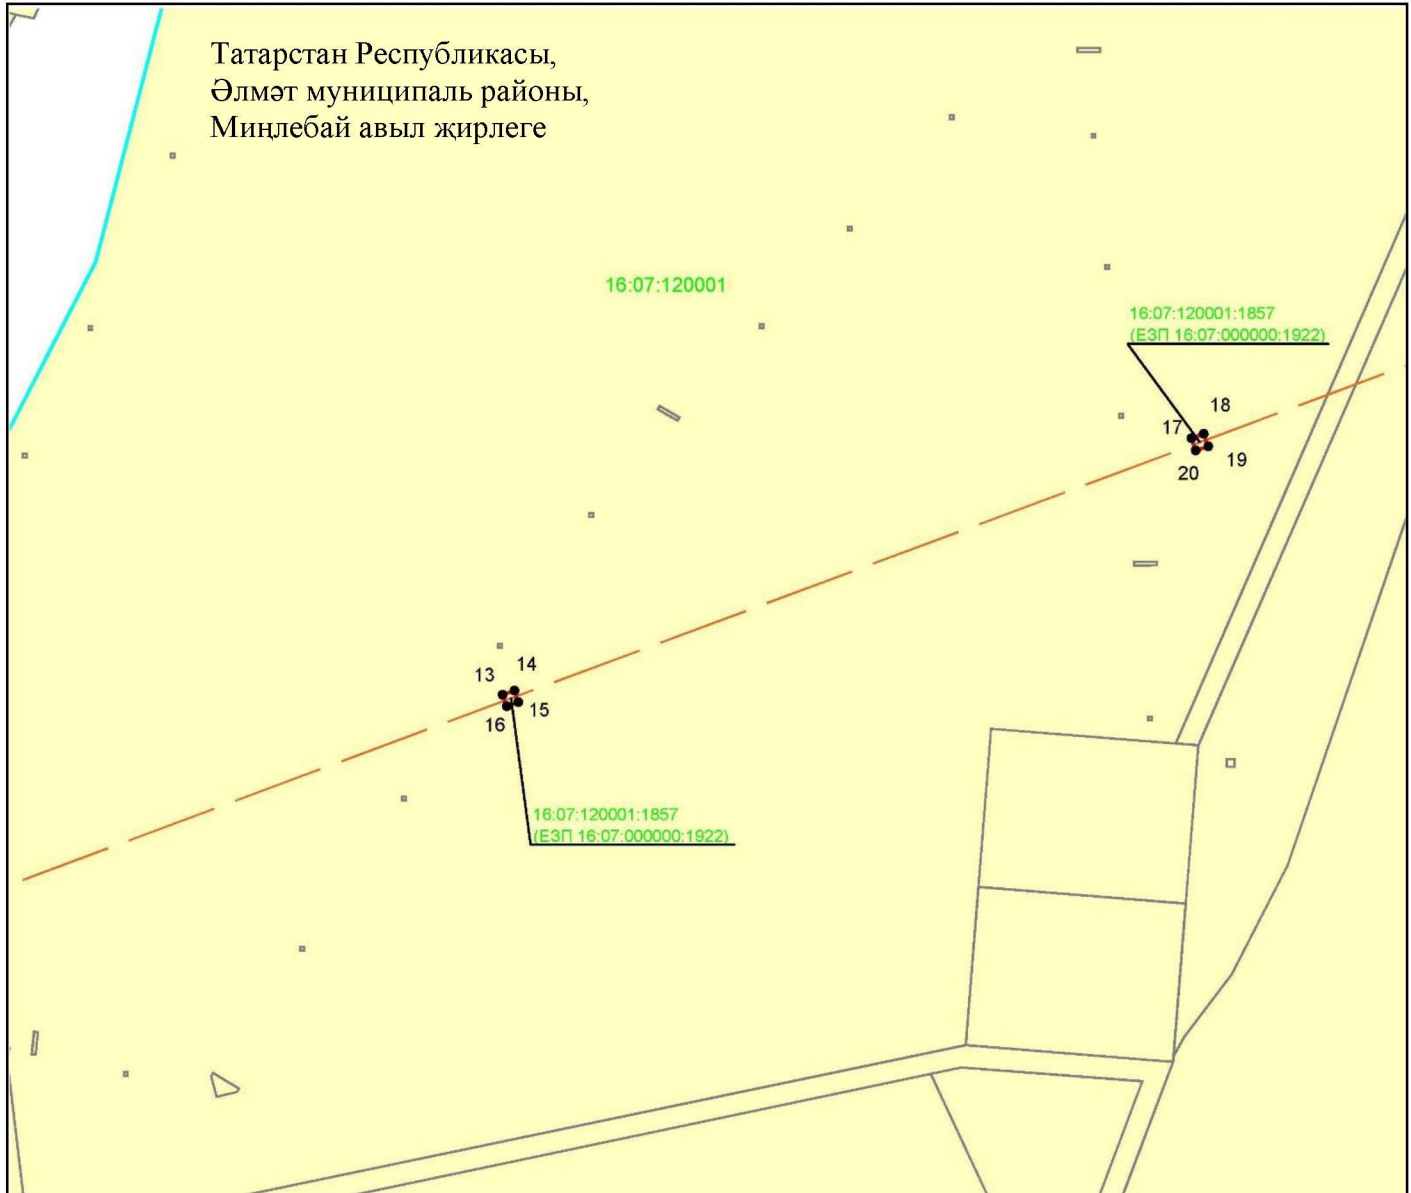 Татарстан Республикасы,
Әлмәт муниципаль районы,
Миңлебай авыл җирлеге
16:07:120001
16:07:120001:1857
(ЕЗП 16:07:000000:1922)
18
17
19
20
14
13
15
16
16:07:120001:1857
(ЕЗП 16:07:000000:1922)